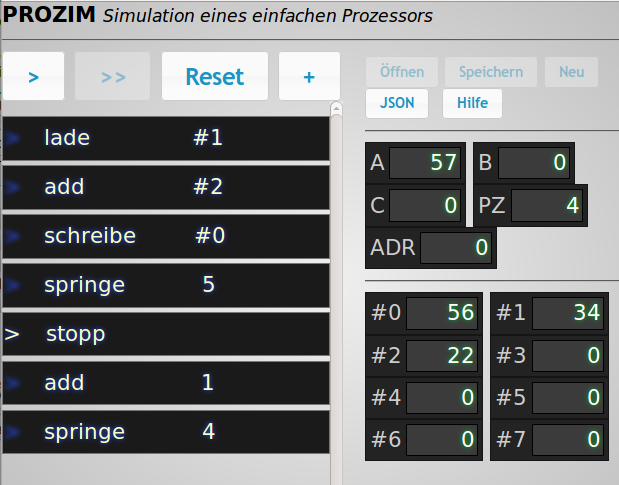 PROZIM Simulation eines einfachen Prozessors
> >> Reset +
Öffnen Speichern Neu
JSON Hilfe
> lade #1
> add #2
> schreibe #0
> springe 5
> stopp
> add 1
> springe 4
A 57 B 0
C 0 PZ 4
ADR 0
#0 56 #1 34
#2 22 #3 0
#4 0 #5 0
#6 0 #7 0